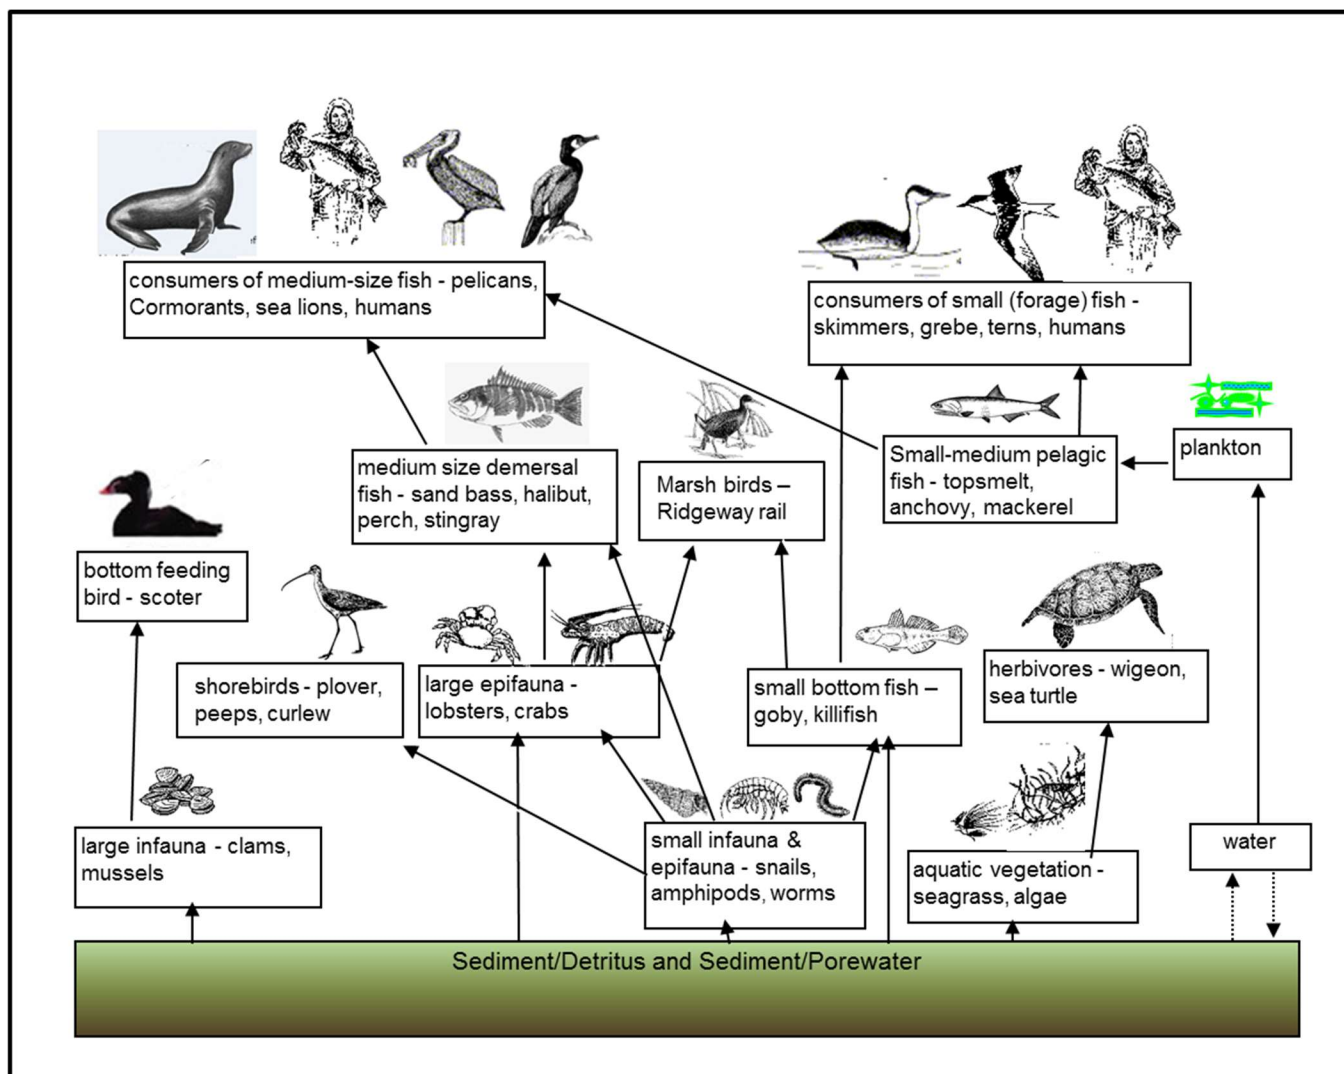 consumers of medium-size fish - pelicans,
Cormorants, sea lions, humans
consumers of small (forage) fish -
skimmers, grebe, terns, humans
medium size demersal
fish - sand bass, halibut,
perch, stingray
Marsh birds –
Ridgeway rail
Small-medium pelagic
fish - topsmelt,
anchovy, mackerel
plankton
bottom feeding
bird - scoter
shorebirds - plover,
peeps, curlew
large epifauna -
lobsters, crabs
small bottom fish –
goby, killifish
herbivores - wigeon,
sea turtle
large infauna - clams,
mussels
small infauna &
epifauna - snails,
amphipods, worms
aquatic vegetation -
seagrass, algae
water
Sediment/Detritus and Sediment/Porewater